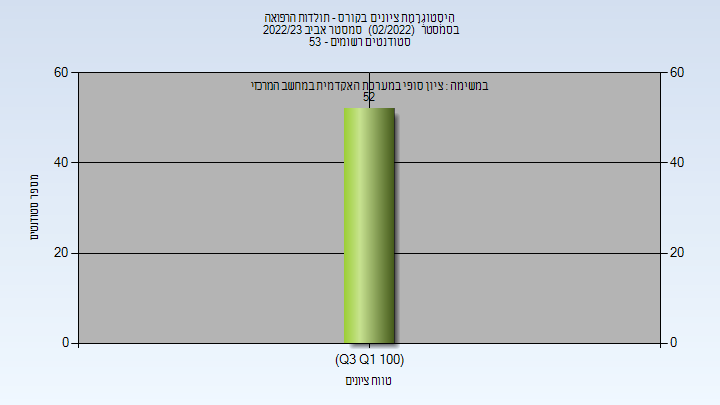 היסטוגרמת ציונים בקורס - תולדות הרפואה
בסמסטר (02/2022) סמסטר אביב 2022/23
סטודנטים רשומים - 53
במשימה : ציון סופי במערכת האקדמית במחשב המרכזי
52
60
40
20
0
60
40
20
0
מספר סטודנטים
(Q3 Q1 100)
טווח ציונים